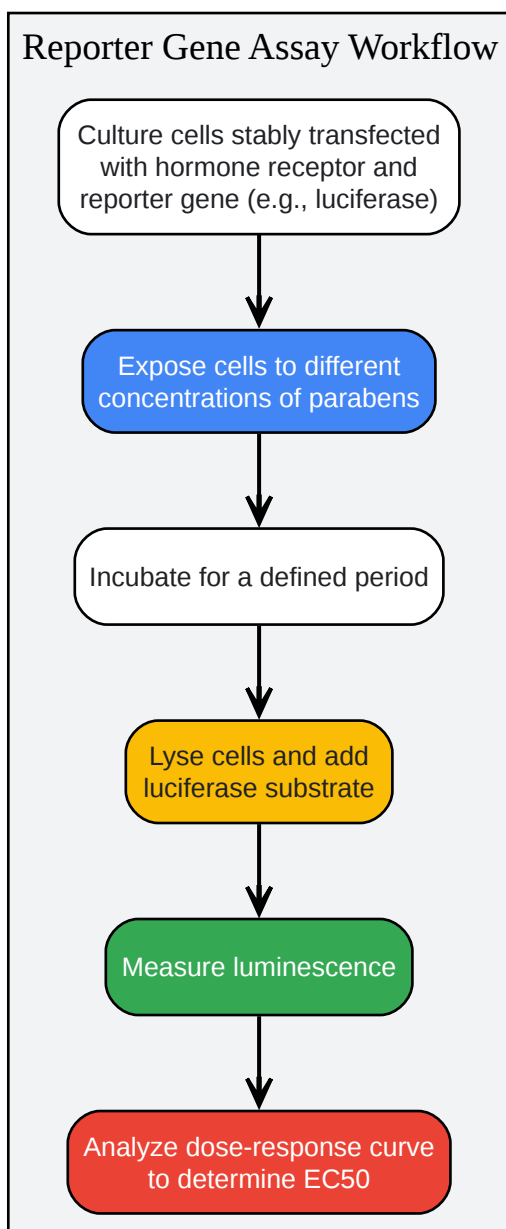 Reporter Gene Assay Workflow
Culture cells stably transfected
with hormone receptor and
reporter gene (e.g., luciferase)
Expose cells to different
concentrations of parabens
Incubate for a defined period
Lyse cells and add
luciferase substrate
Measure luminescence
Analyze dose-response curve
to determine EC50